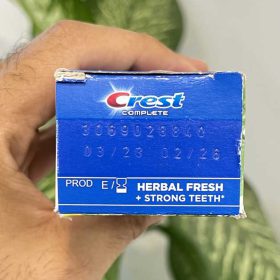 Crest
COMPLETE
3069023840
03/23 02/26
PROD E/
HERBAL FRESH
+ STRONG TEETH*